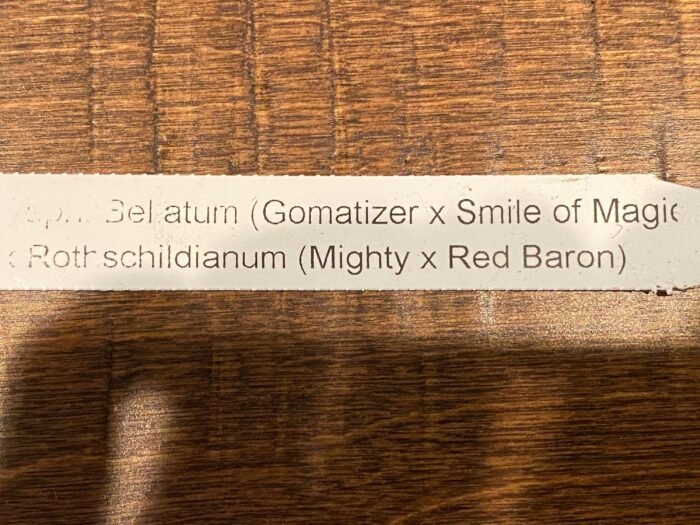 Bellatum (Gomatizer x Smile of Magic
x Rothschildianum (Mighty x Red Baron)